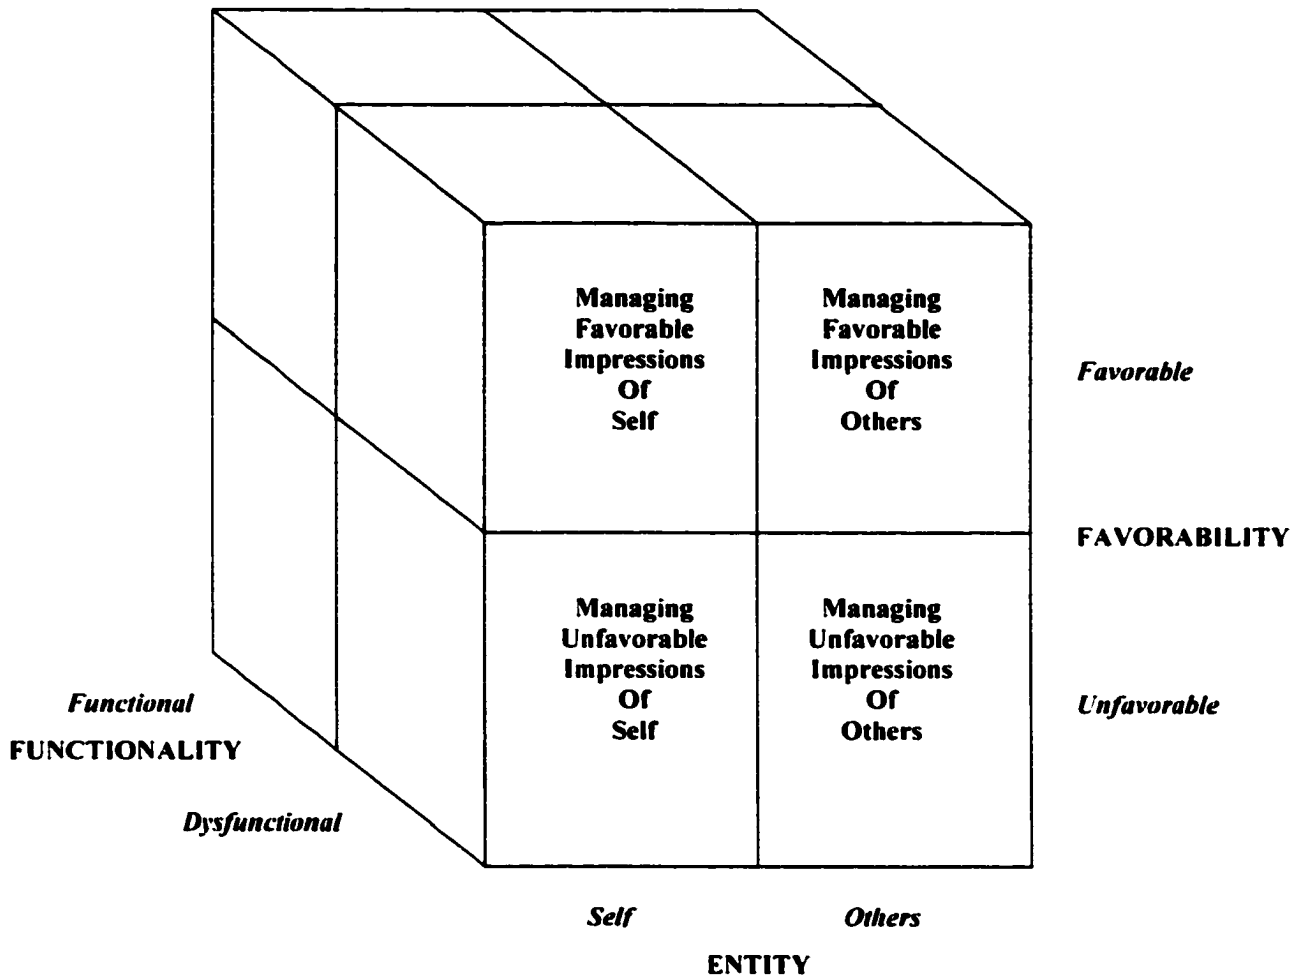 Managing
Favorable
Impressions
Of
Self
Managing
Favorable
Impressions
Of
Others
Favorable
FAVORABILITY
Managing
Unfavorable
Impressions
Of
Self
Managing
Unfavorable
Impressions
Of
Others
Unfavorable
Functional
FUNCTIONALITY
Dysfunctional
Self
Others
ENTITY